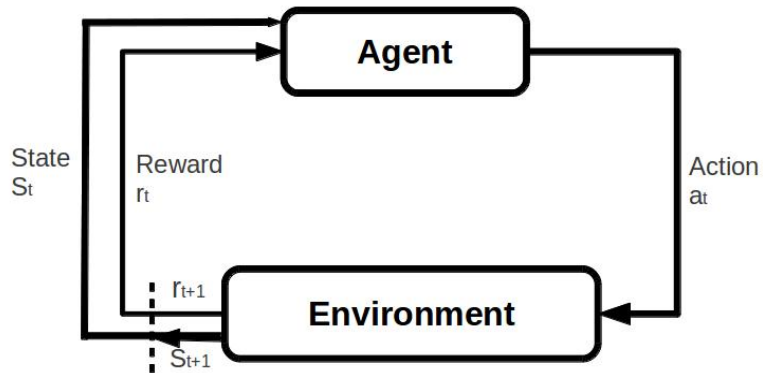 Agent
State
St
Reward
rt
Action
at
rt+1
Environment
St+1